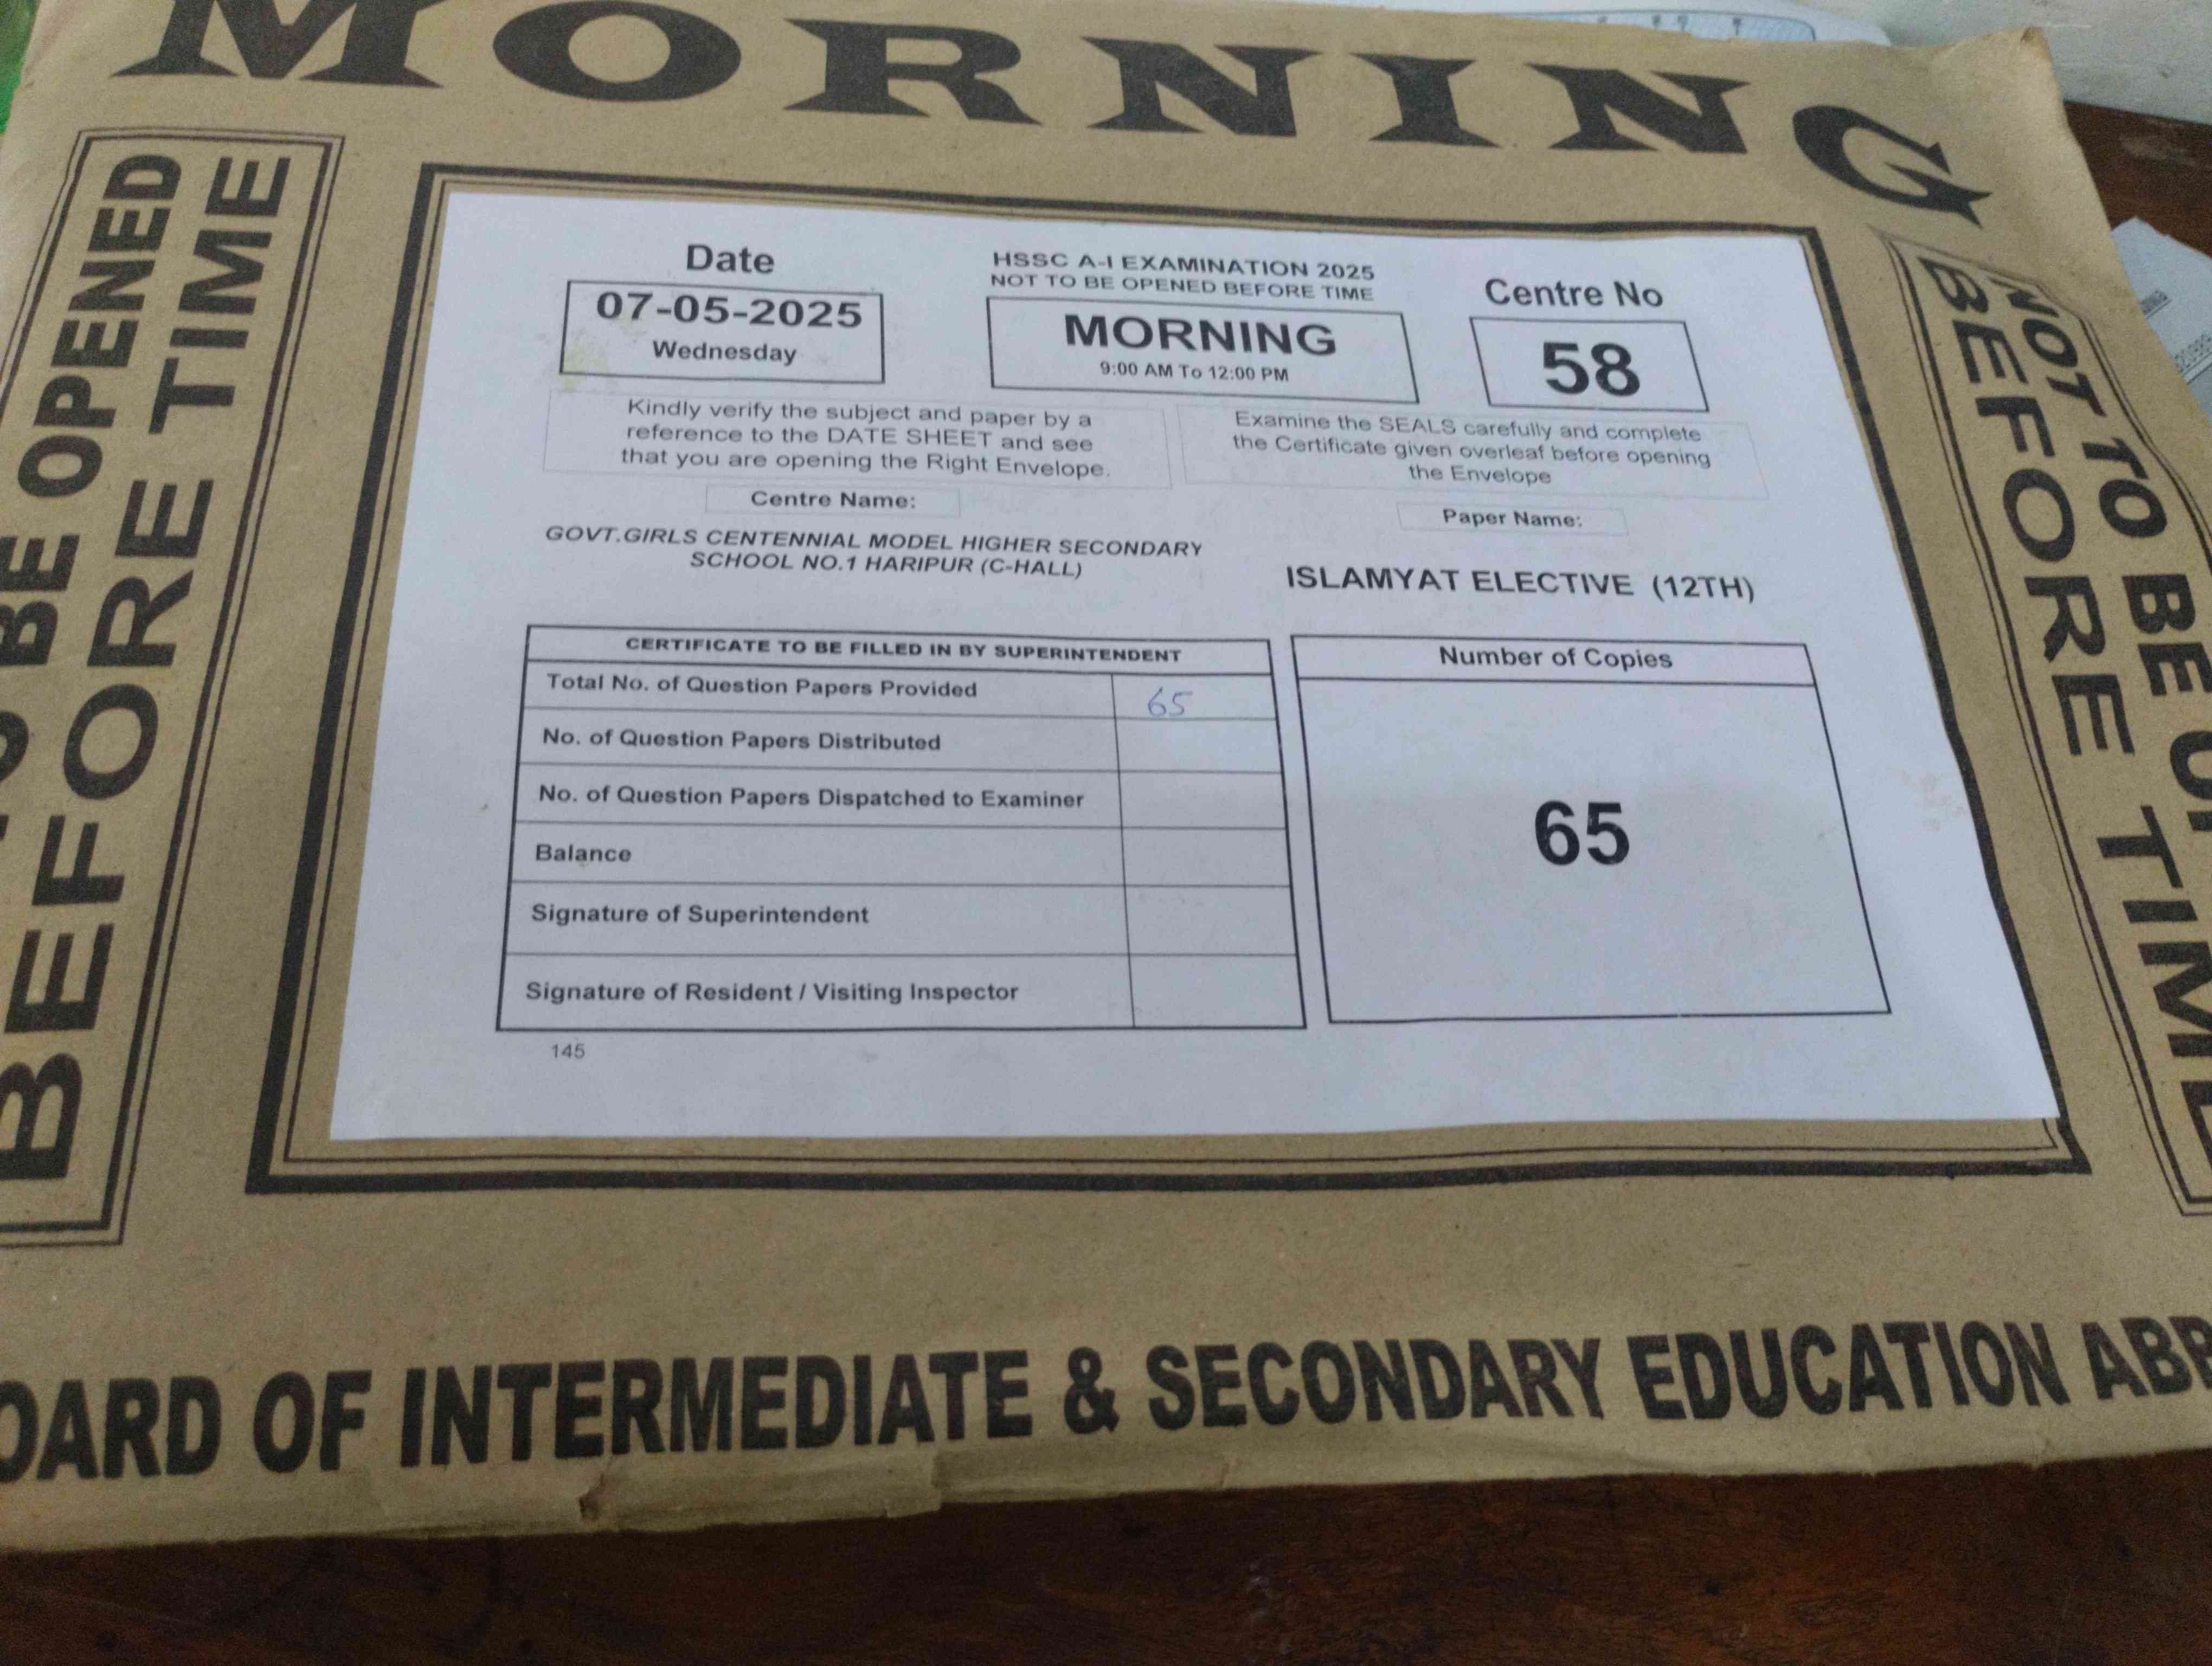 MORNING
BE OPENED
BEFORE TIME
Date
07-05-2025
Wednesday
HSSC A-I EXAMINATION 2025
NOT TO BE OPENED BEFORE TIME
MORNING
9:00 AM To 12:00 PM
Centre No
58
Kindly verify the subject and paper by a
reference to the DATE SHEET and see
that you are opening the Right Envelope.
Examine the SEALS carefully and complete
the Certificate given overleaf before opening
the Envelope
Centre Name:
GOVT.GIRLS CENTENNIAL MODEL HIGHER SECONDARY
SCHOOL NO.1 HARIPUR (C-HALL)
Paper Name:
ISLAMYAT ELECTIVE (12TH)
CERTIFICATE TO BE FILLED IN BY SUPERINTENDENT
Total No. of Question Papers Provided 65
No. of Question Papers Distributed
No. of Question Papers Dispatched to Examiner
Balance
Signature of Superintendent
Signature of Resident / Visiting Inspector
Number of Copies
65
145
NOT TO BE
BEFORE TIME
BOARD OF INTERMEDIATE & SECONDARY EDUCATION